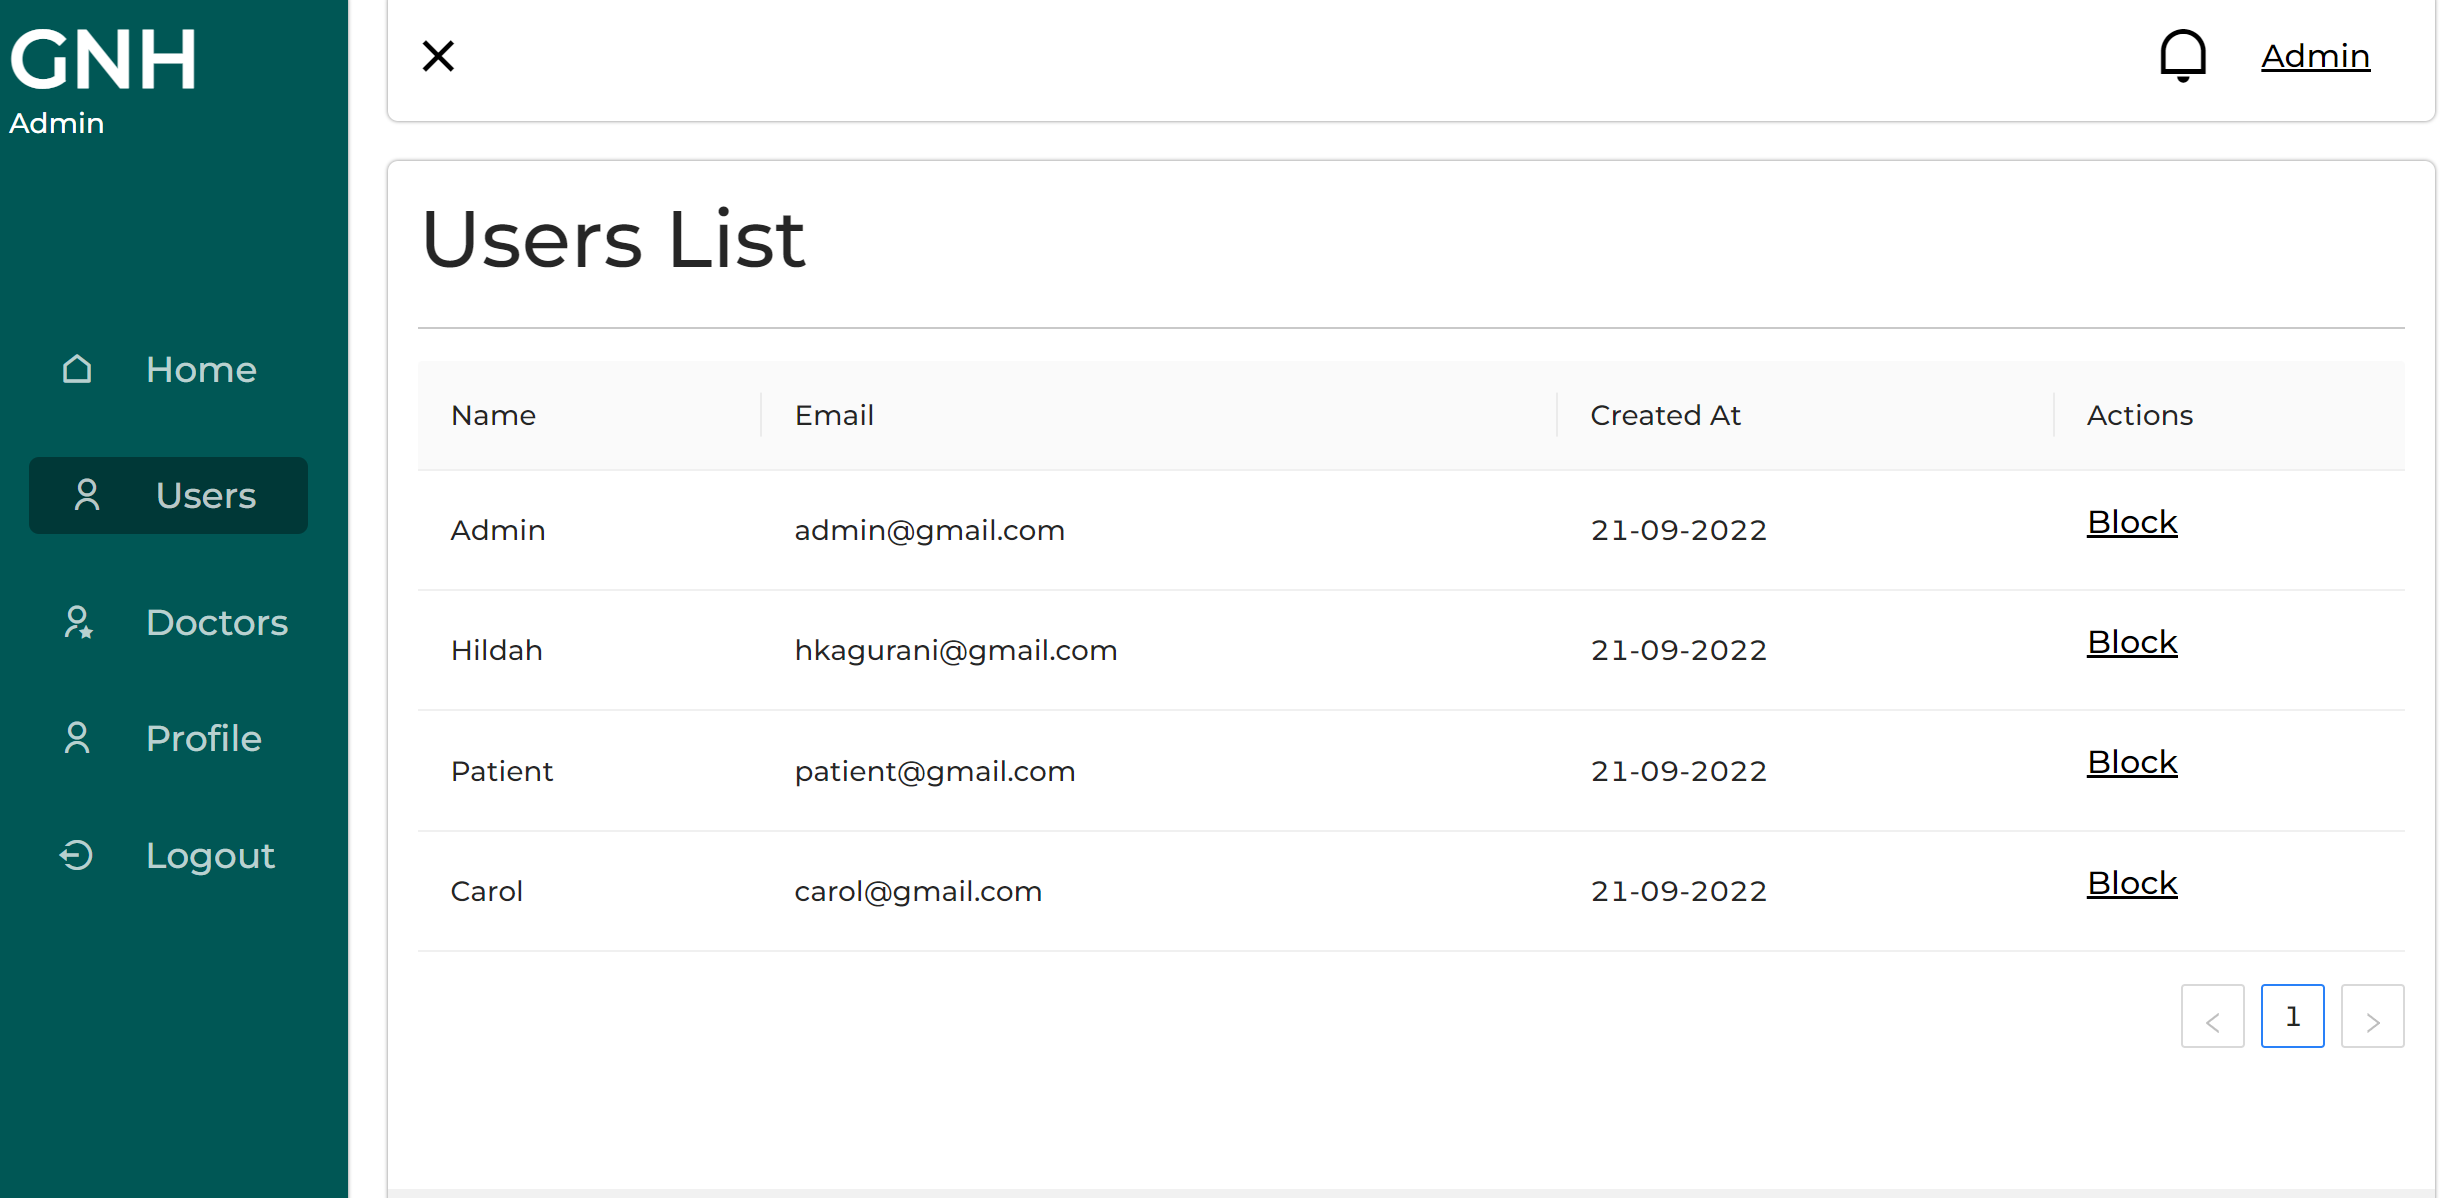 GNH
Admin
Home
Users
Doctors
Profile
Logout
Admin
Users List
Name Email Created At Actions
Admin admin@gmail.com 21-09-2022 Block
Hildah hkagurani@gmail.com 21-09-2022 Block
Patient patient@gmail.com 21-09-2022 Block
Carol carol@gmail.com 21-09-2022 Block
< 1 >